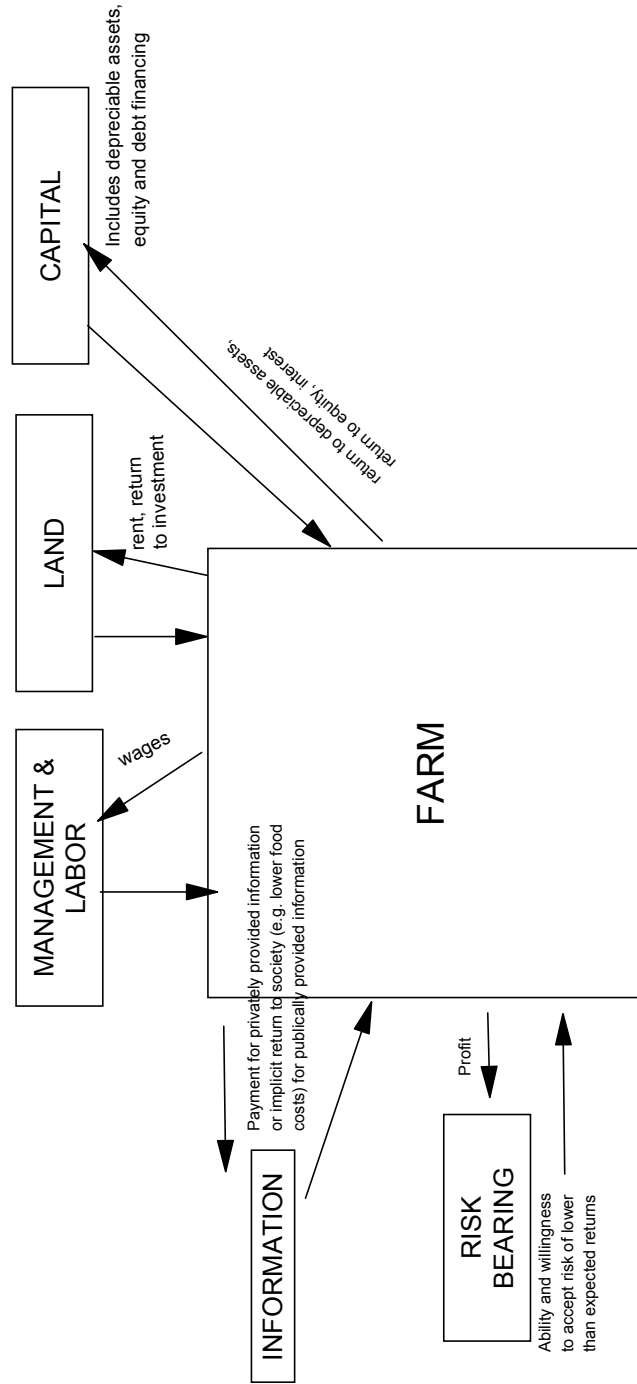 INFORMATION
RISK
BEARING
Ability and willingness
to accept risk of lower
than expected returns
Profit
Payment for privately provided information
or implicit return to society (e.g. lower food
costs) for publically provided information
MANAGEMENT &
LABOR
wages
LAND
rent, return
to investment
CAPITAL
Includes depreciable assets,
equity and debt financing
return to depreciable assets,
return to equity, interest
FARM